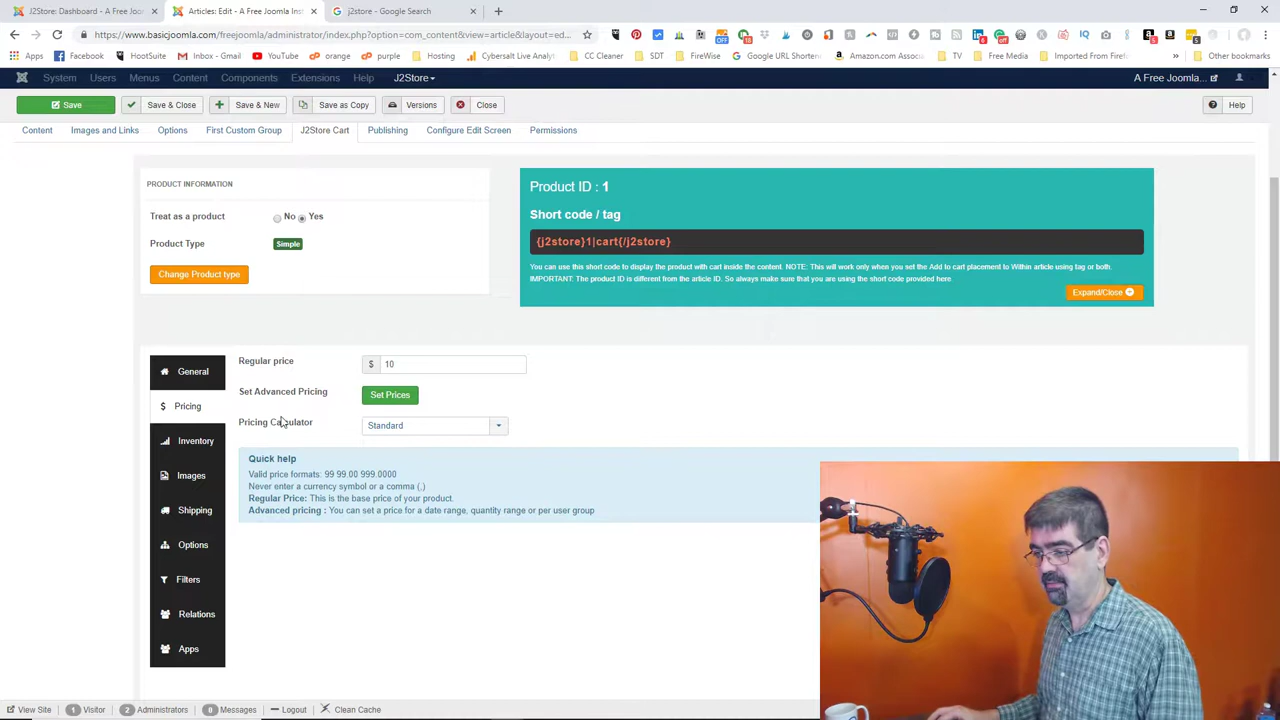 J2Store: Dashboard - A Free Joo
Articles: Edit - A Free Joomla Inst
j2store - Google Search
https://www.basicjoomla.com/freejoomla/administrator/index.php?option=com_content&view=article&layout=ed...
Apps Facebook HootSuite Inbox - Gmail orange purple trample CC Cleaner SDT FireWise Google URL Shortene Cybersalt Live Analyt Amazon.com Associ TV Free Media Imported From Firefo Other bookmarks
System Users Menus Content Components Extensions Help J2Store A Free Joomla...
Save Save & Close Save & New Save as Copy Versions Close Help
Content Images and Links Options First Custom Group J2Store Cart Publishing Configure Edit Screen Permissions
PRODUCT INFORMATION
Treat as a product No Yes
Product Type Simple
Change Product type
Product ID : 1
Short code / tag
{j2store}1|cart{/j2store}
You can use this short code to display the product with cart inside the content. NOTE: This will work only when you set the Add to cart placement to Within article using tag or both.
IMPORTANT: The product ID is different from the article ID. So always make sure that you are using the short code provided here.
Expand/Close
General
Pricing
Inventory
Images
Shipping
Options
Filters
Relations
Apps
Regular price $ 10
Set Advanced Pricing Set Prices
Pricing Calculator Standard
Quick help
Valid price formats: 99 99.00 999.0000
Never enter a currency symbol or a comma (,)
Regular Price: This is the base price of your product.
Advanced pricing : You can set a price for a date range, quantity range or per user group
View Site 1 Visitor 2 Administrators 0 Messages Logout Clean Cache